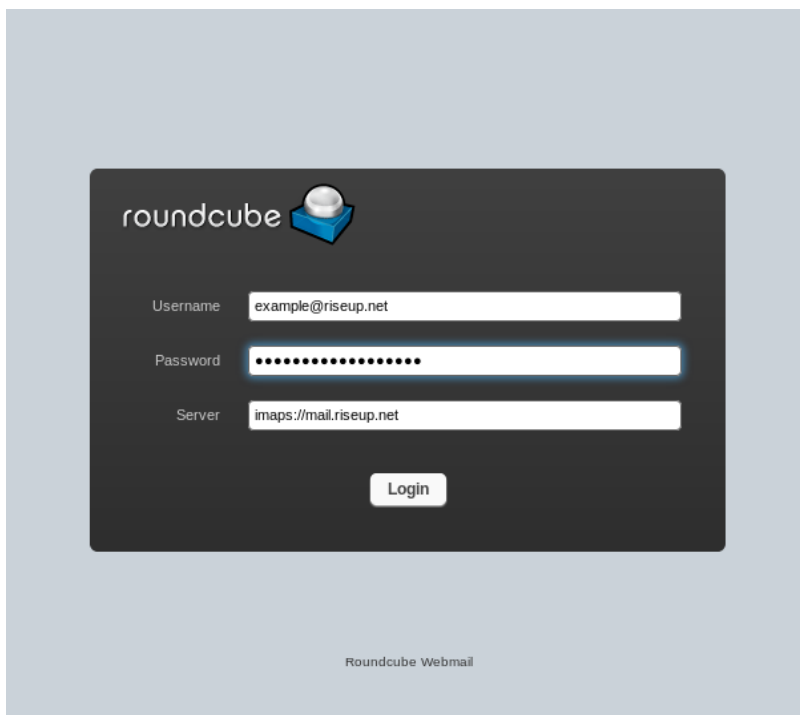 roundcube
Username example@riseup.net
Password ••••••••••••••••••
Server imaps://mail.riseup.net
Login
Roundcube Webmail